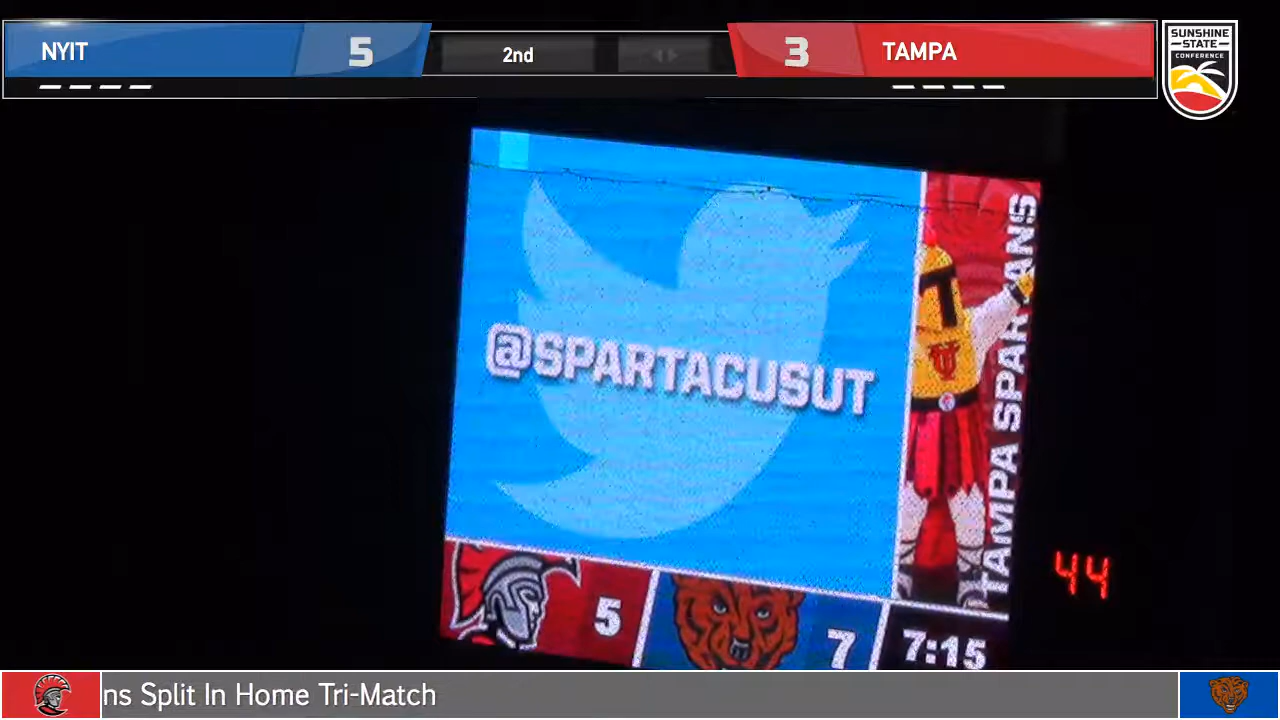 NYIT 5 2nd 3 TAMPA
SUNSHINE
STATE
CONFERENCE
@SPARTACUSUT
TAMPA SPARTANS
UT
44
5 7 7:15
ns Split In Home Tri-Match